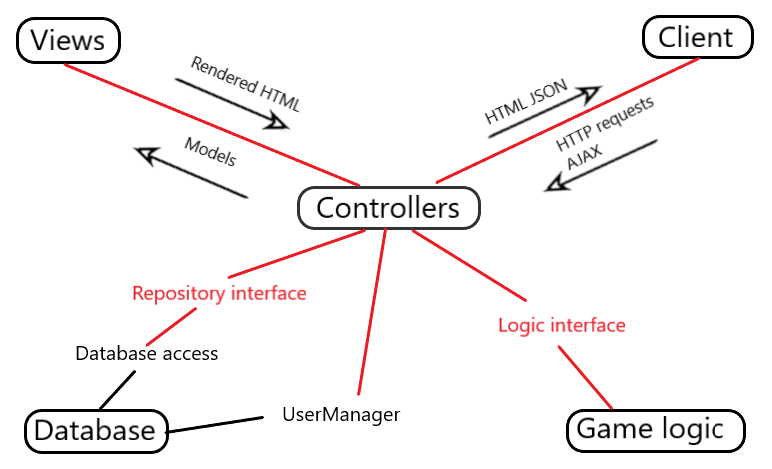 Views
Client
Rendered HTML
HTML JSON
HTTP requests
AJAX
Models
Controllers
Repository interface
Logic interface
Database access
UserManager
Database
Game logic